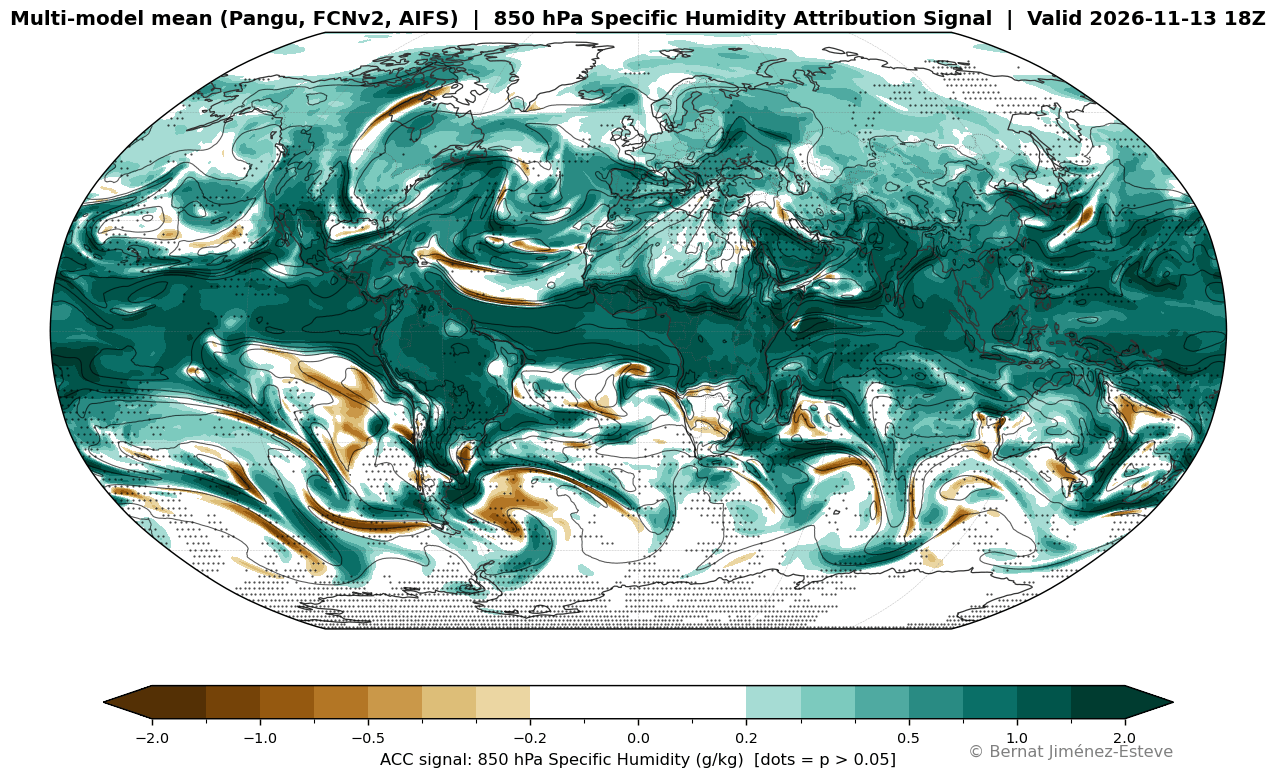 Multi-model mean (Pangu, FCNv2, AIFS)  |  850 hPa Specific Humidity Attribution Signal  |  Valid 2026-11-13 18Z
−2.0 −1.0 −0.5 −0.2 0.0 0.2 0.5 1.0 2.0
ACC signal: 850 hPa Specific Humidity (g/kg)  [dots = p > 0.05]
© Bernat Jiménez-Esteve